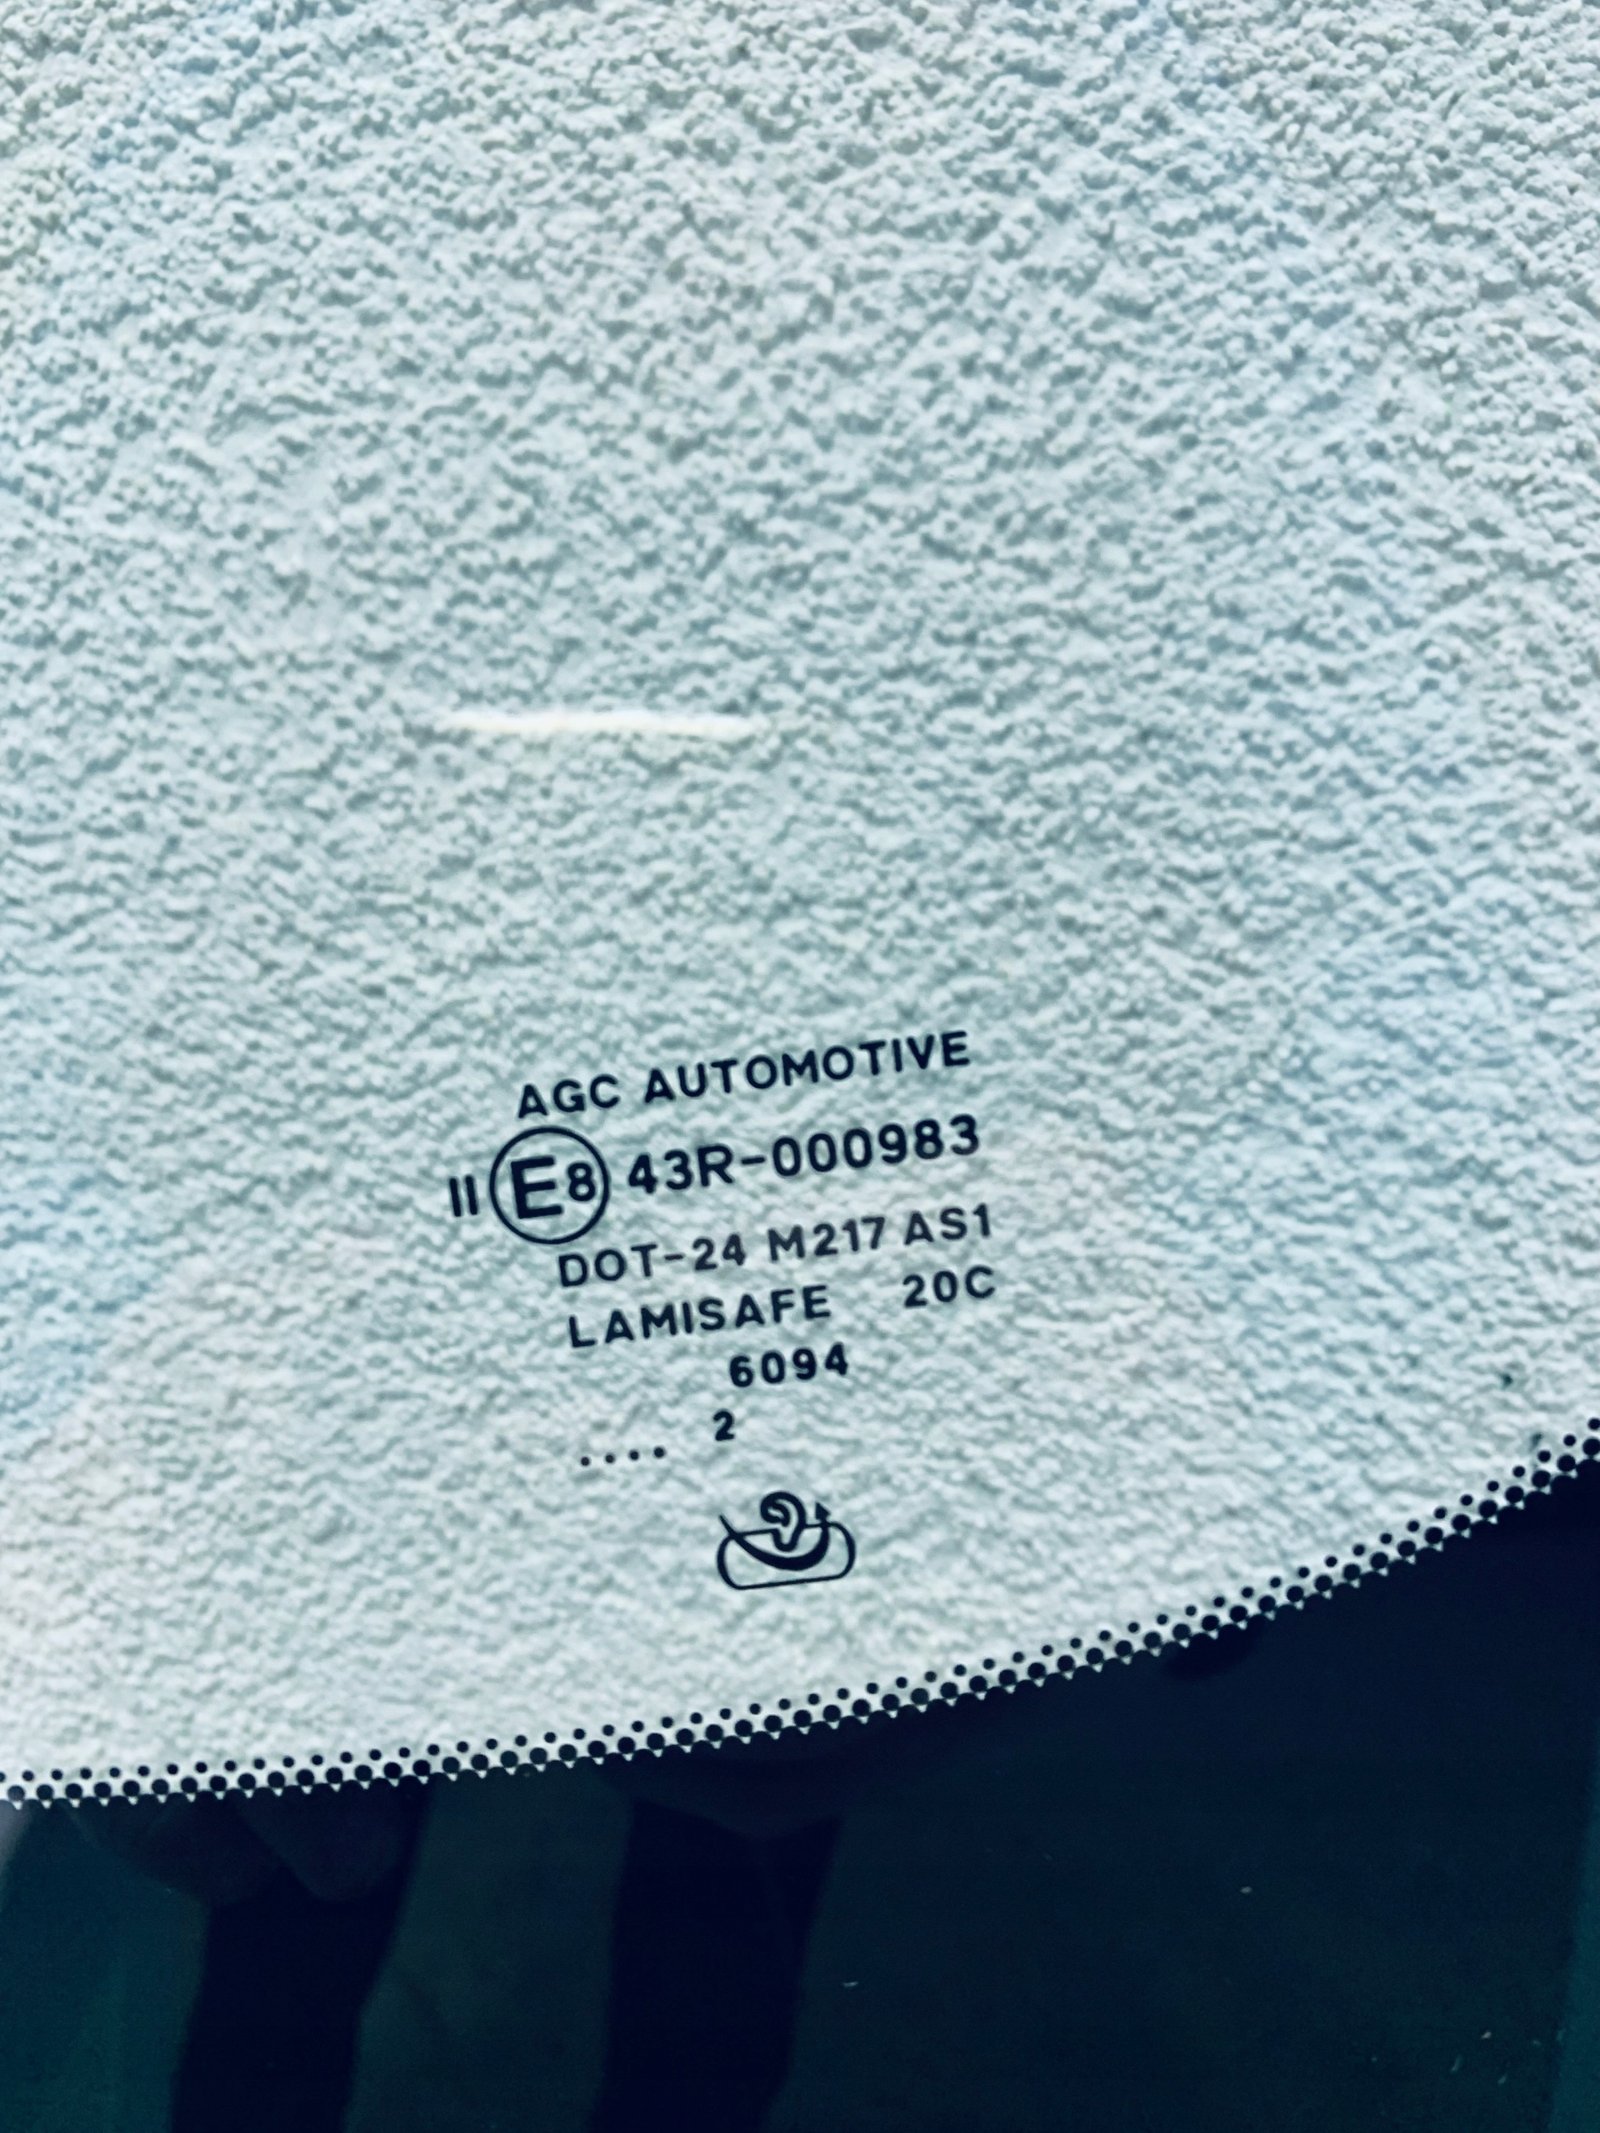 AGC AUTOMOTIVE
II E8 43R-000983
DOT-24 M217 AS1
LAMISAFE 20C
6094
.... 2